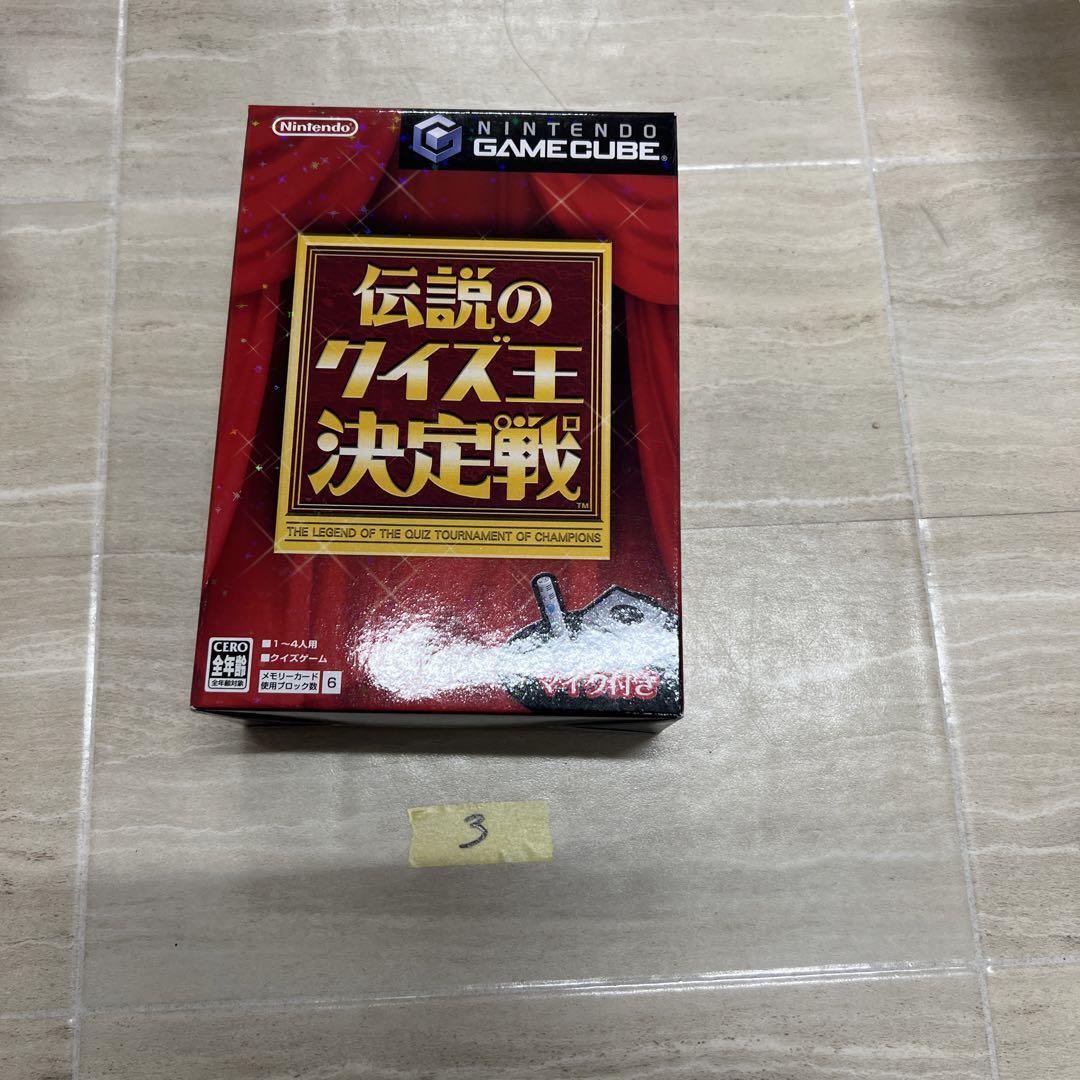 Nintendo
NINTENDO
GAMECUBE
伝説の
クイズ王
決定戦
THE LEGEND OF THE QUIZ TOURNAMENT OF CHAMPIONS
CERO
全年齢
全年齢対象
■1〜4人用
■クイズゲーム
メモリーカード
使用ブロック数 6
マイク付き
3